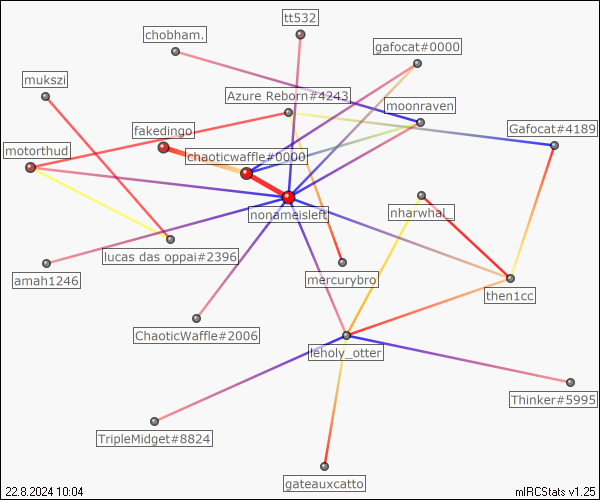 tt532
chobham.
gafocat#0000
mukszi
Azure Reborn#4243
moonraven
Gafocat#4189
fakedingo
motorthud
chaoticwaffle#0000
nonameisleft
nharwhal_
lucas das oppai#2396
amah1246
mercurybro
then1cc
ChaoticWaffle#2006
leholy_otter
Thinker#5995
TripleMidget#8824
gateauxcatto
22.8.2024 10:04
mIRCStats v1.25